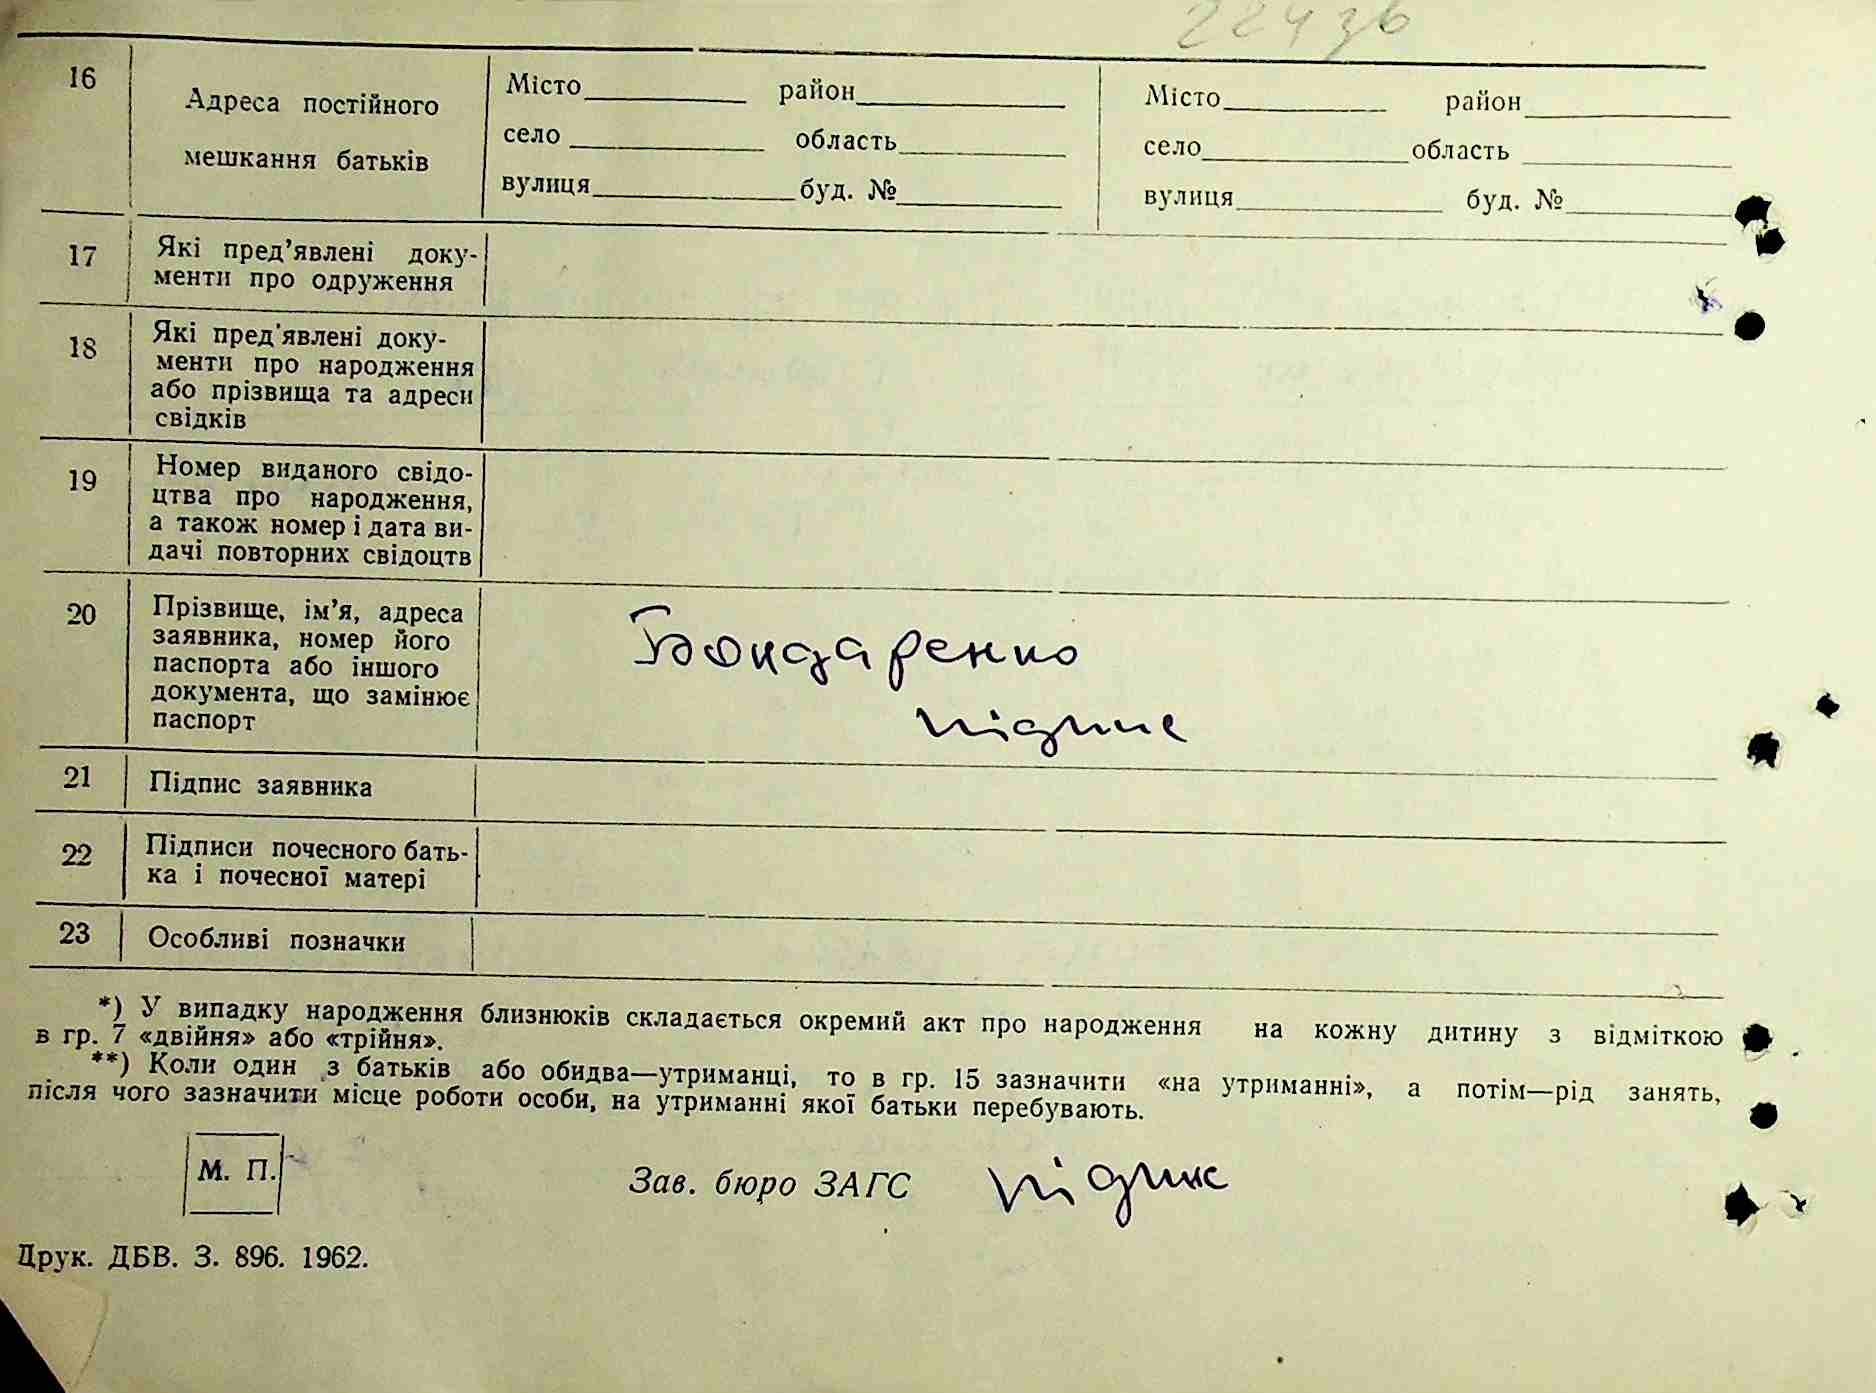 224зв
16 Адреса постійного мешкання батьків
Місто район Місто район
село область село область
вулиця буд. № вулиця буд. №
17 Які пред’явлені доку-
менти про одруження
18 Які пред'явлені доку-
менти про народження
або прізвища та адреси
свідків
19 Номер виданого свідо-
цтва про народження,
а також номер і дата ви-
дачі повторних свідоцтв
20 Прізвище, ім’я, адреса
заявника, номер його
паспорта або іншого
документа, що замінює
паспорт
Бондаренко
підпис
21 Підпис заявника
22 Підписи почесного бать-
ка і почесної матері
23 Особливі позначки
*) У випадку народження близнюків складається окремий акт про народження на кожну дитину з відміткою
в гр. 7 «двійня» або «трійня».
**) Коли один з батьків або обидва—утриманці, то в гр. 15 зазначити «на утриманні», а потім—рід занять,
після чого зазначити місце роботи особи, на утриманні якої батьки перебувають.
М. П.
Зав. бюро ЗАГС підпис
Друк. ДБВ. З. 896. 1962.